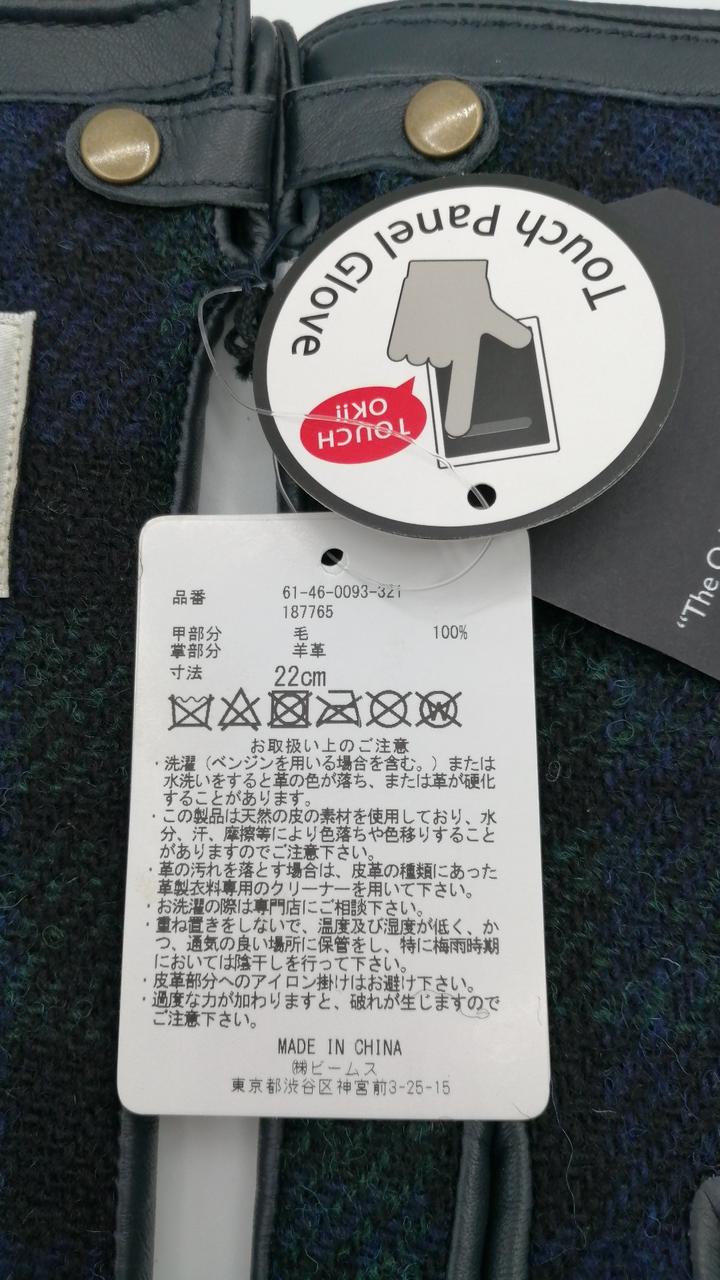 Touch Panel Glove
TOUCH
OK!!
"The O
品番 61-46-0093-321
187765
甲部分 毛 100%
掌部分 羊革
寸法 22cm
W
お取扱い上のご注意
・洗濯（ベンジンを用いる場合を含む。）または
水洗いをすると革の色が落ち、または革が硬化
することがあります。
・この製品は天然の皮の素材を使用しており、水
分、汗、摩擦等により色落ちや色移りすること
がありますのでご注意下さい。
・革の汚れを落とす場合は、皮革の種類にあった
革製衣料専用のクリーナーを用いて下さい。
・お洗濯の際は専門店にご相談下さい。
・重ね置きをしないで、温度及び湿度が低く、か
つ、通気の良い場所に保管をし、特に梅雨時期
においては陰干しを行って下さい。
・皮革部分へのアイロン掛けはお避け下さい。
・過度な力が加わりますと、破れが生じますので
ご注意下さい。
MADE IN CHINA
㈱ビームス
東京都渋谷区神宮前3-25-15